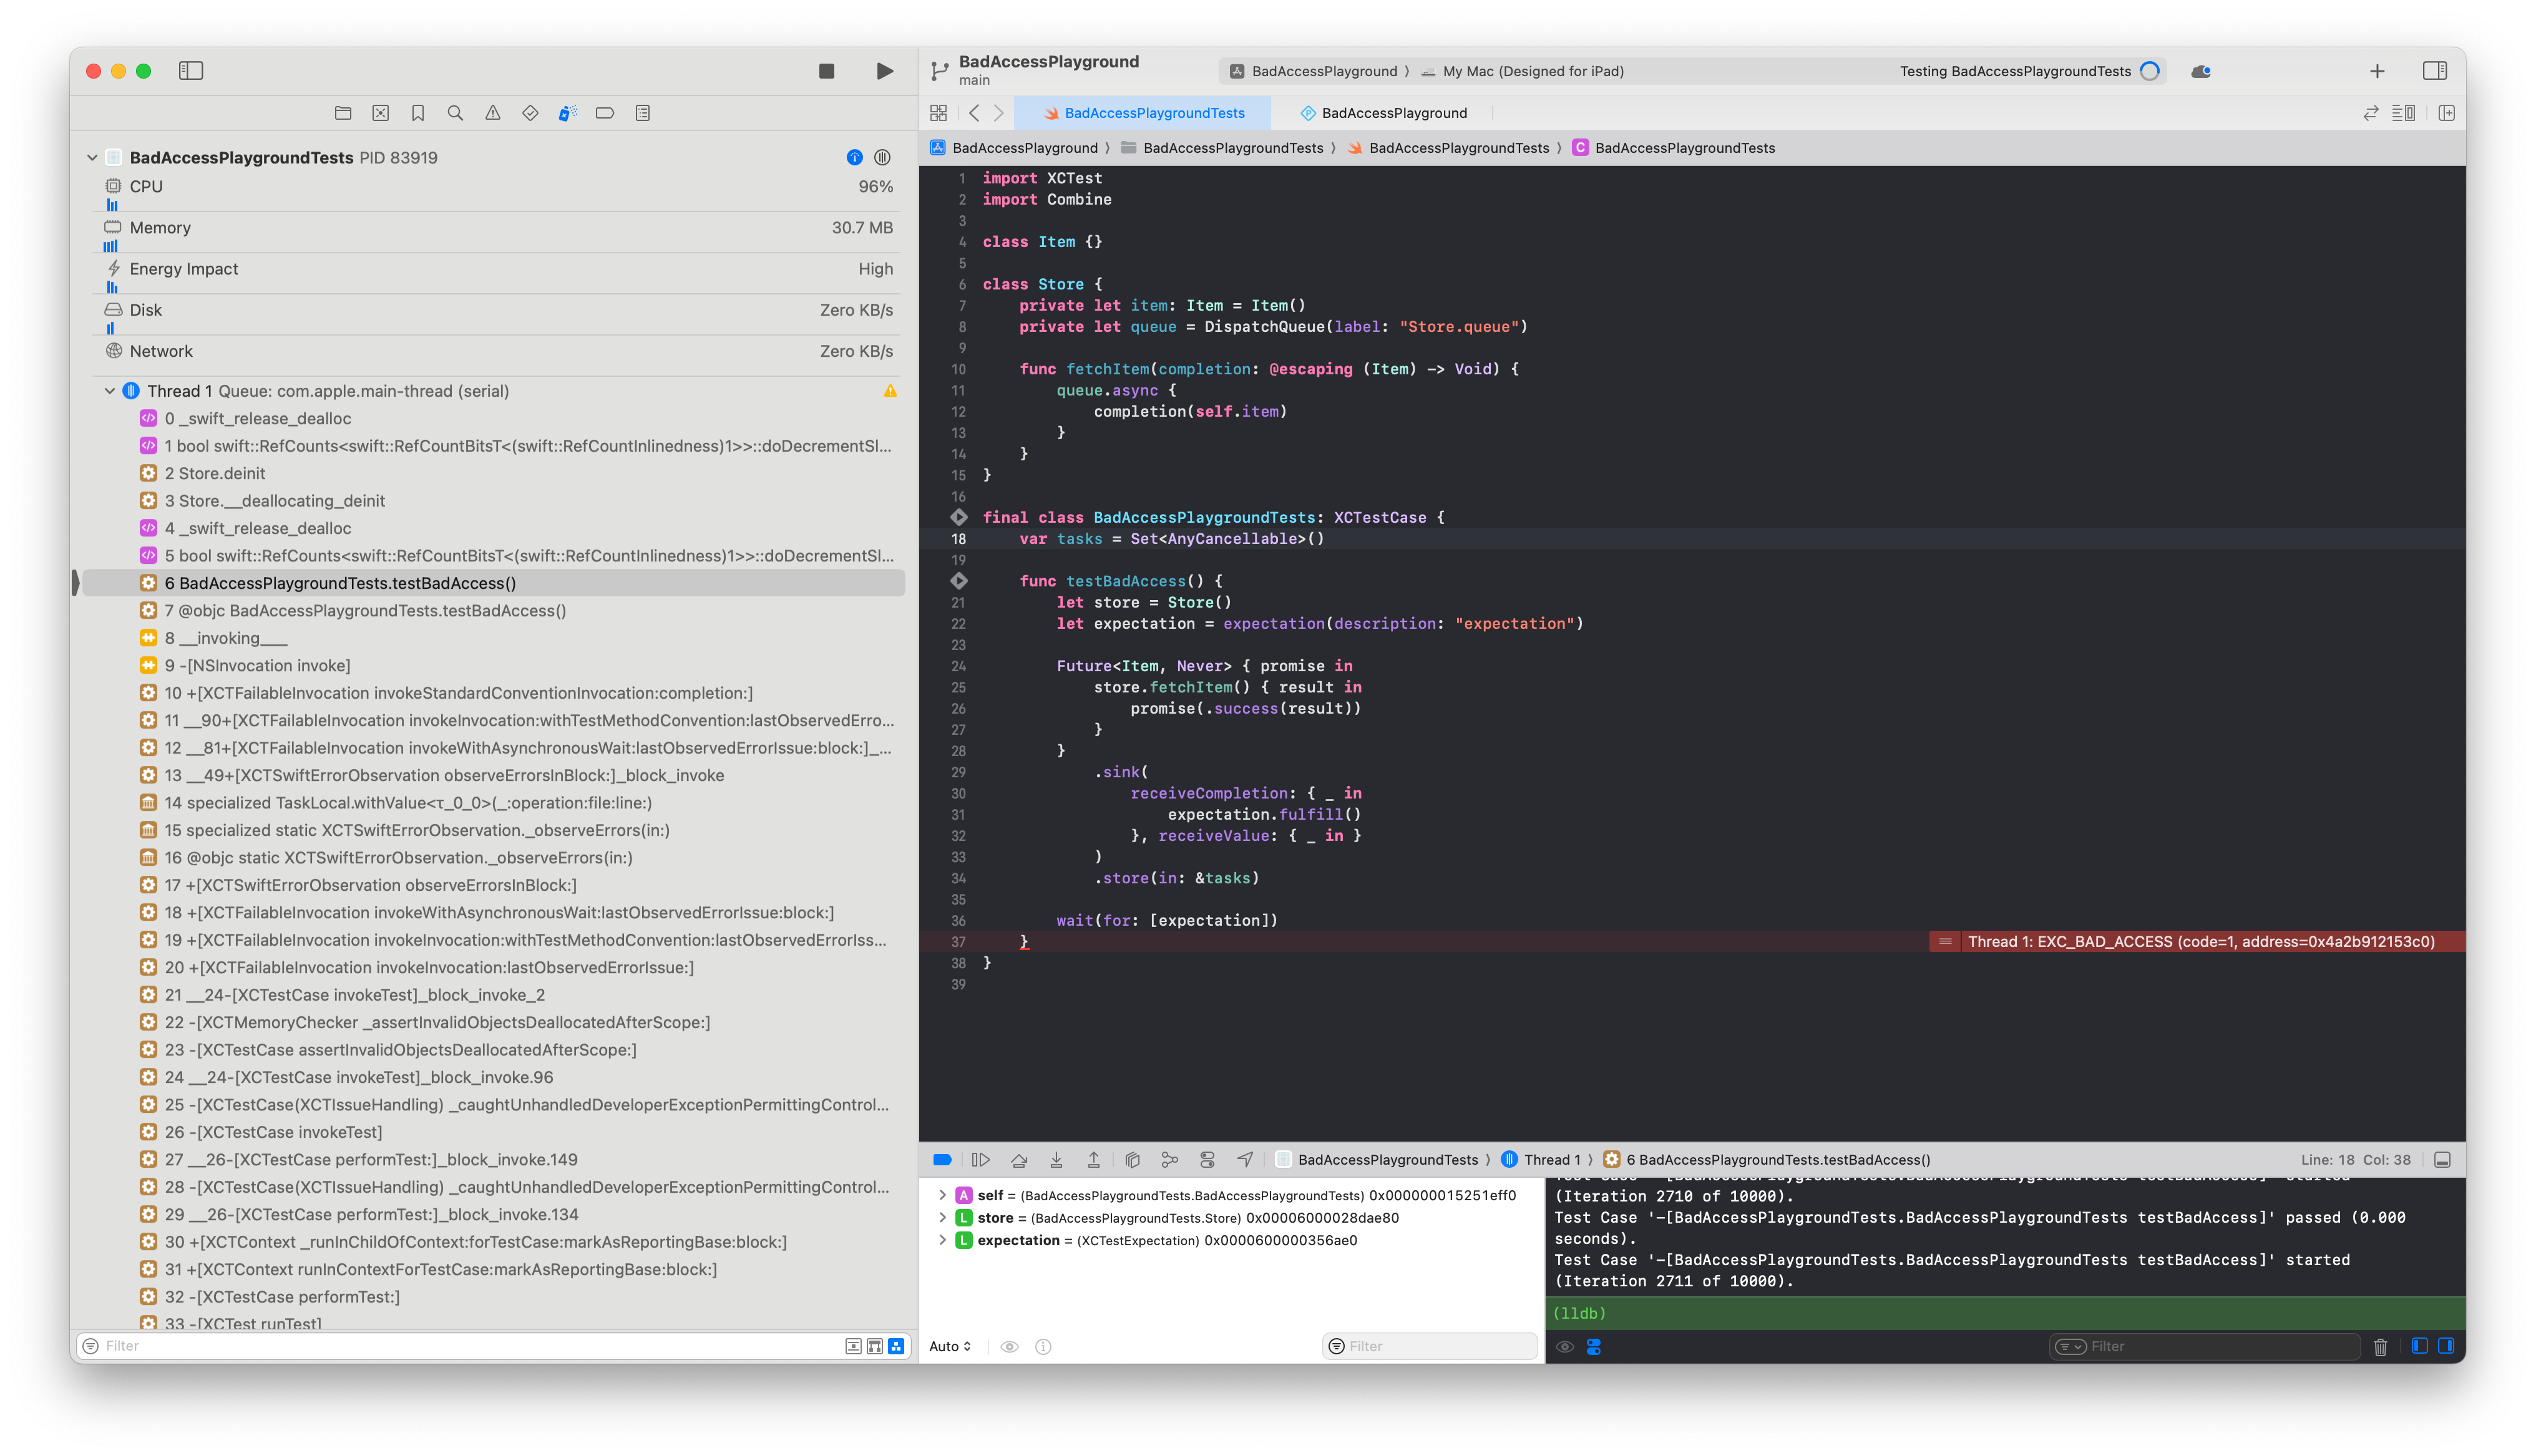 BadAccessPlayground
main
BadAccessPlayground 〉 My Mac (Designed for iPad)
Testing BadAccessPlaygroundTests
BadAccessPlaygroundTests
BadAccessPlayground
BadAccessPlayground 〉 BadAccessPlaygroundTests 〉 BadAccessPlaygroundTests 〉 C BadAccessPlaygroundTests
BadAccessPlaygroundTests PID 83919
CPU 96%
Memory 30.7 MB
Energy Impact High
Disk Zero KB/s
Network Zero KB/s
Thread 1 Queue: com.apple.main-thread (serial)
0 _swift_release_dealloc
1 bool swift::RefCounts<swift::RefCountBitsT<(swift::RefCountInlinedness)1>>::doDecrementSl...
2 Store.deinit
3 Store.__deallocating_deinit
4 _swift_release_dealloc
5 bool swift::RefCounts<swift::RefCountBitsT<(swift::RefCountInlinedness)1>>::doDecrementSl...
6 BadAccessPlaygroundTests.testBadAccess()
7 @objc BadAccessPlaygroundTests.testBadAccess()
8 __invoking___
9 -[NSInvocation invoke]
10 +[XCTFailableInvocation invokeStandardConventionInvocation:completion:]
11 __90+[XCTFailableInvocation invokeInvocation:withTestMethodConvention:lastObservedErro...
12 __81+[XCTFailableInvocation invokeWithAsynchronousWait:lastObservedErrorIssue:block:]_...
13 __49+[XCTSwiftErrorObservation observeErrorsInBlock:]_block_invoke
14 specialized TaskLocal.withValue<τ_0_0>(_:operation:file:line:)
15 specialized static XCTSwiftErrorObservation._observeErrors(in:)
16 @objc static XCTSwiftErrorObservation._observeErrors(in:)
17 +[XCTSwiftErrorObservation observeErrorsInBlock:]
18 +[XCTFailableInvocation invokeWithAsynchronousWait:lastObservedErrorIssue:block:]
19 +[XCTFailableInvocation invokeInvocation:withTestMethodConvention:lastObservedErrorIss...
20 +[XCTFailableInvocation invokeInvocation:lastObservedErrorIssue:]
21 __24-[XCTestCase invokeTest]_block_invoke_2
22 -[XCTMemoryChecker _assertInvalidObjectsDeallocatedAfterScope:]
23 -[XCTestCase assertInvalidObjectsDeallocatedAfterScope:]
24 __24-[XCTestCase invokeTest]_block_invoke.96
25 -[XCTestCase(XCTIssueHandling) _caughtUnhandledDeveloperExceptionPermittingControl...
26 -[XCTestCase invokeTest]
27 __26-[XCTestCase performTest:]_block_invoke.149
28 -[XCTestCase(XCTIssueHandling) _caughtUnhandledDeveloperExceptionPermittingControl...
29 __26-[XCTestCase performTest:]_block_invoke.134
30 +[XCTContext _runInChildOfContext:forTestCase:markAsReportingBase:block:]
31 +[XCTContext runInContextForTestCase:markAsReportingBase:block:]
32 -[XCTestCase performTest:]
33 -[XCTest runTest]
Filter
1 import XCTest
2 import Combine
3
4 class Item {}
5
6 class Store {
7 private let item: Item = Item()
8 private let queue = DispatchQueue(label: "Store.queue")
9
10 func fetchItem(completion: @escaping (Item) -> Void) {
11 queue.async {
12 completion(self.item)
13 }
14 }
15 }
16
final class BadAccessPlaygroundTests: XCTestCase {
18 var tasks = Set<AnyCancellable>()
19
func testBadAccess() {
21 let store = Store()
22 let expectation = expectation(description: "expectation")
23
24 Future<Item, Never> { promise in
25 store.fetchItem() { result in
26 promise(.success(result))
27 }
28 }
29 .sink(
30 receiveCompletion: { _ in
31 expectation.fulfill()
32 }, receiveValue: { _ in }
33 )
34 .store(in: &tasks)
35
36 wait(for: [expectation])
37 } Thread 1: EXC_BAD_ACCESS (code=1, address=0x4a2b912153c0)
38 }
39
BadAccessPlaygroundTests 〉 Thread 1 〉 6 BadAccessPlaygroundTests.testBadAccess()
Line: 18 Col: 38
A self = (BadAccessPlaygroundTests.BadAccessPlaygroundTests) 0x000000015251eff0
L store = (BadAccessPlaygroundTests.Store) 0x00006000028dae80
L expectation = (XCTestExpectation) 0x0000600000356ae0
Auto
Filter
Test Case '-[BadAccessPlaygroundTests.BadAccessPlaygroundTests testBadAccess]' started
(Iteration 2710 of 10000).
Test Case '-[BadAccessPlaygroundTests.BadAccessPlaygroundTests testBadAccess]' passed (0.000
seconds).
Test Case '-[BadAccessPlaygroundTests.BadAccessPlaygroundTests testBadAccess]' started
(Iteration 2711 of 10000).
(lldb)
Filter